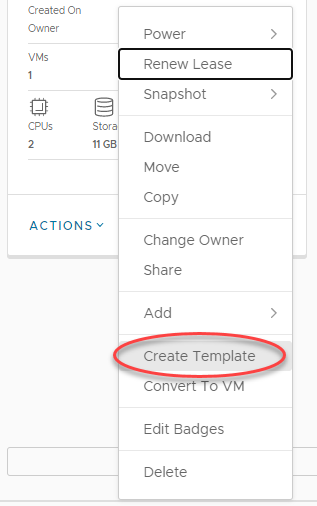 Created On
Owner
VMs
1
CPUs
2
Stora
11 GB
ACTIONS
Power
Renew Lease
Snapshot
Download
Move
Copy
Change Owner
Share
Add
Create Template
Convert To VM
Edit Badges
Delete